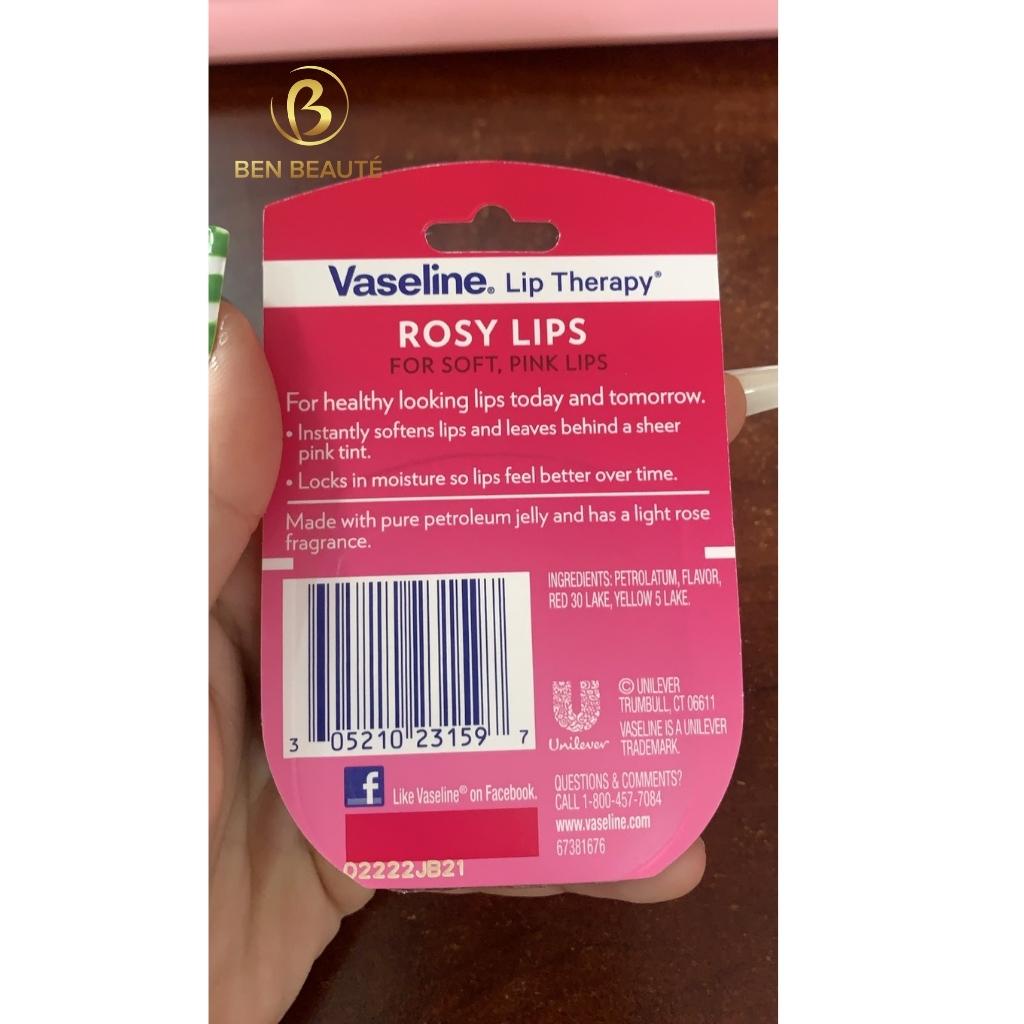 BEN BEAUTÉ
Vaseline® Lip Therapy®
ROSY LIPS
FOR SOFT, PINK LIPS
For healthy looking lips today and tomorrow.
• Instantly softens lips and leaves behind a sheer
pink tint.
• Locks in moisture so lips feel better over time.
Made with pure petroleum jelly and has a light rose
fragrance.
INGREDIENTS: PETROLATUM, FLAVOR,
RED 30 LAKE, YELLOW 5 LAKE.
3 05210 23159 7
Unilever
© UNILEVER
TRUMBULL, CT 06611
VASELINE IS A UNILEVER
TRADEMARK.
f Like Vaseline® on Facebook.
QUESTIONS & COMMENTS?
CALL 1-800-457-7084
www.vaseline.com
67381676
02222JB21